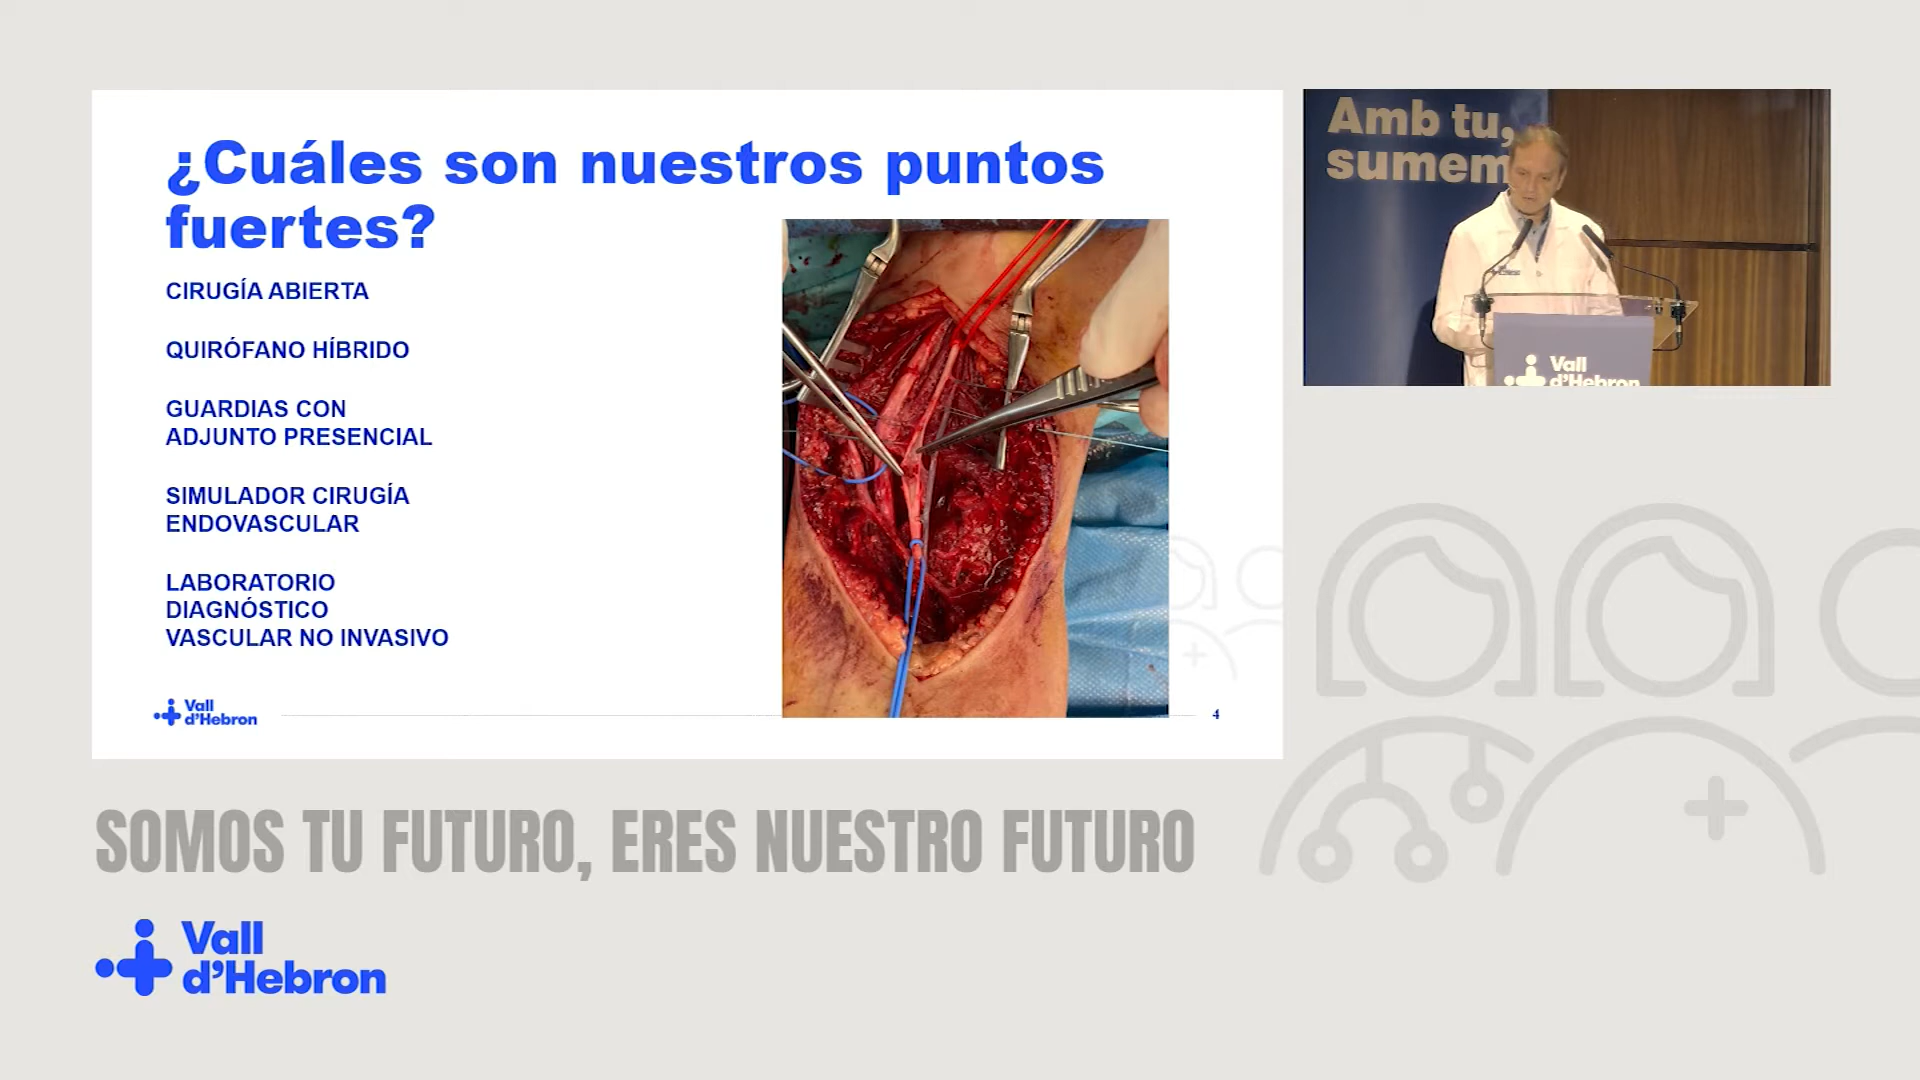 ¿Cuáles son nuestros puntos
fuertes?
CIRUGÍA ABIERTA
QUIRÓFANO HÍBRIDO
GUARDIAS CON
ADJUNTO PRESENCIAL
SIMULADOR CIRUGÍA
ENDOVASCULAR
LABORATORIO
DIAGNÓSTICO
VASCULAR NO INVASIVO
Vall
d'Hebron
4
Amb tu,
sumem
Vall
d'Hebron
SOMOS TU FUTURO, ERES NUESTRO FUTURO
Vall
d'Hebron